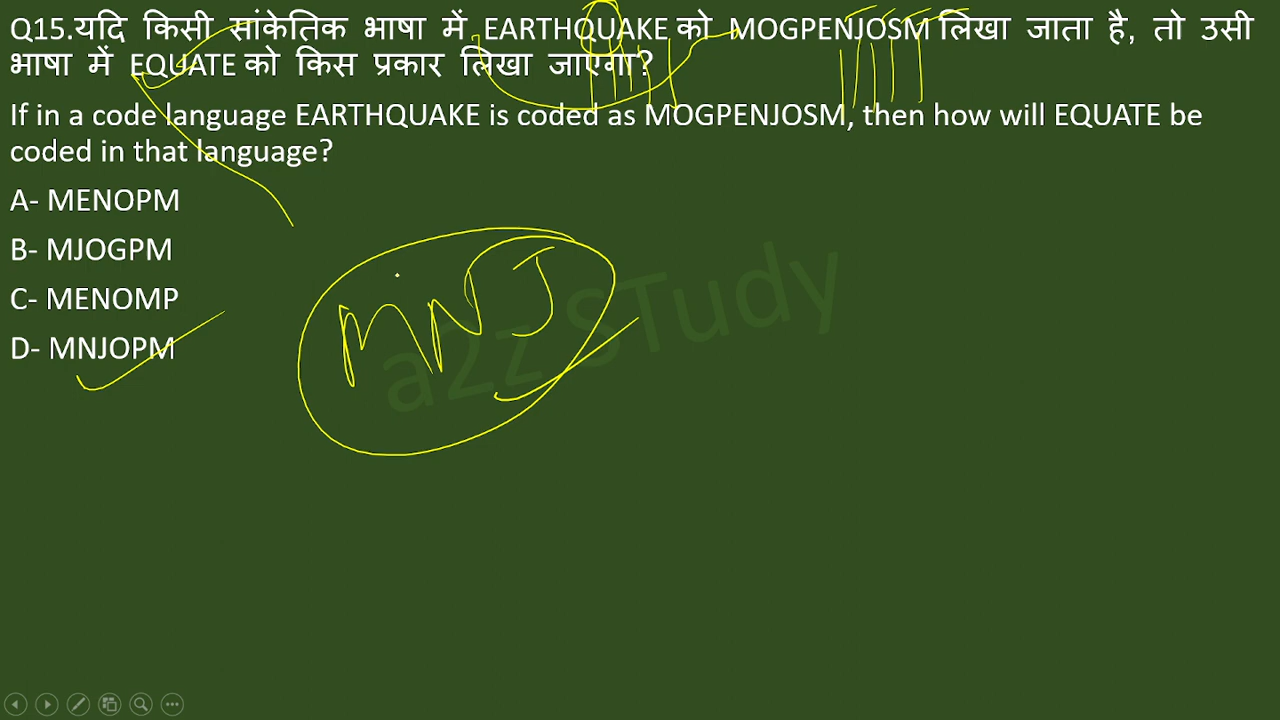 Q15.यदि किसी सांकेतिक भाषा में EARTHQUAKE को MOGPENJOSM लिखा जाता है, तो उसी
भाषा में EQUATE को किस प्रकार लिखा जाएगा?
If in a code language EARTHQUAKE is coded as MOGPENJOSM, then how will EQUATE be
coded in that language?
A- MENOPM
B- MJOGPM
C- MENOMP
D- MNJOPM
MNJ
a2z STudy